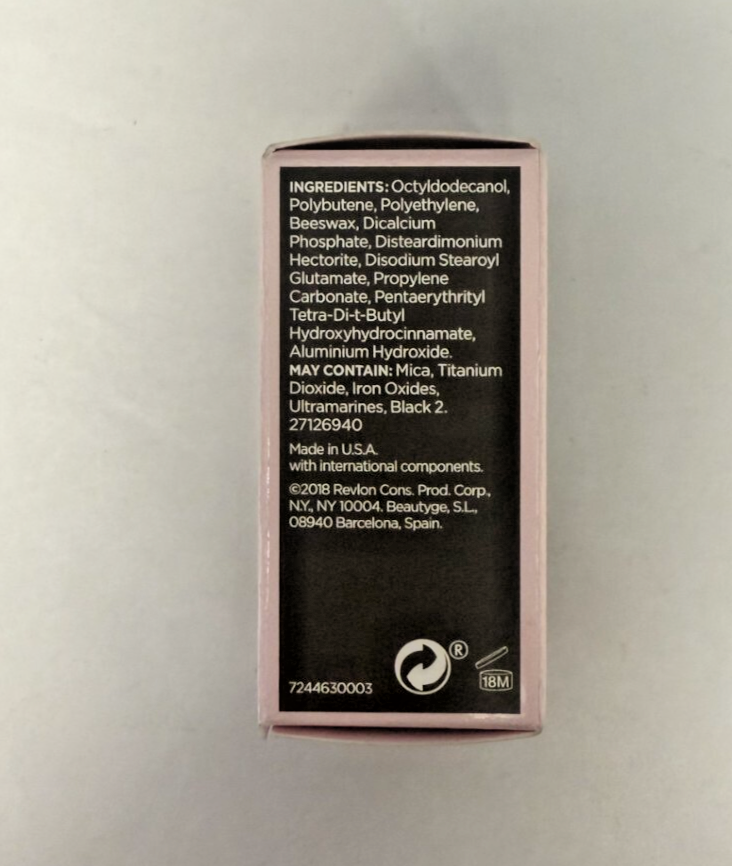 INGREDIENTS: Octyldodecanol,
Polybutene, Polyethylene,
Beeswax, Dicalcium
Phosphate, Disteardimonium
Hectorite, Disodium Stearoyl
Glutamate, Propylene
Carbonate, Pentaerythrityl
Tetra-Di-t-Butyl
Hydroxyhydrocinnamate,
Aluminium Hydroxide.
MAY CONTAIN: Mica, Titanium
Dioxide, Iron Oxides,
Ultramarines, Black 2.
27126940
Made in U.S.A.
with international components.
©2018 Revlon Cons. Prod. Corp.,
N.Y., NY 10004. Beautyge, S.L.,
08940 Barcelona, Spain.
®
7244630003
18M